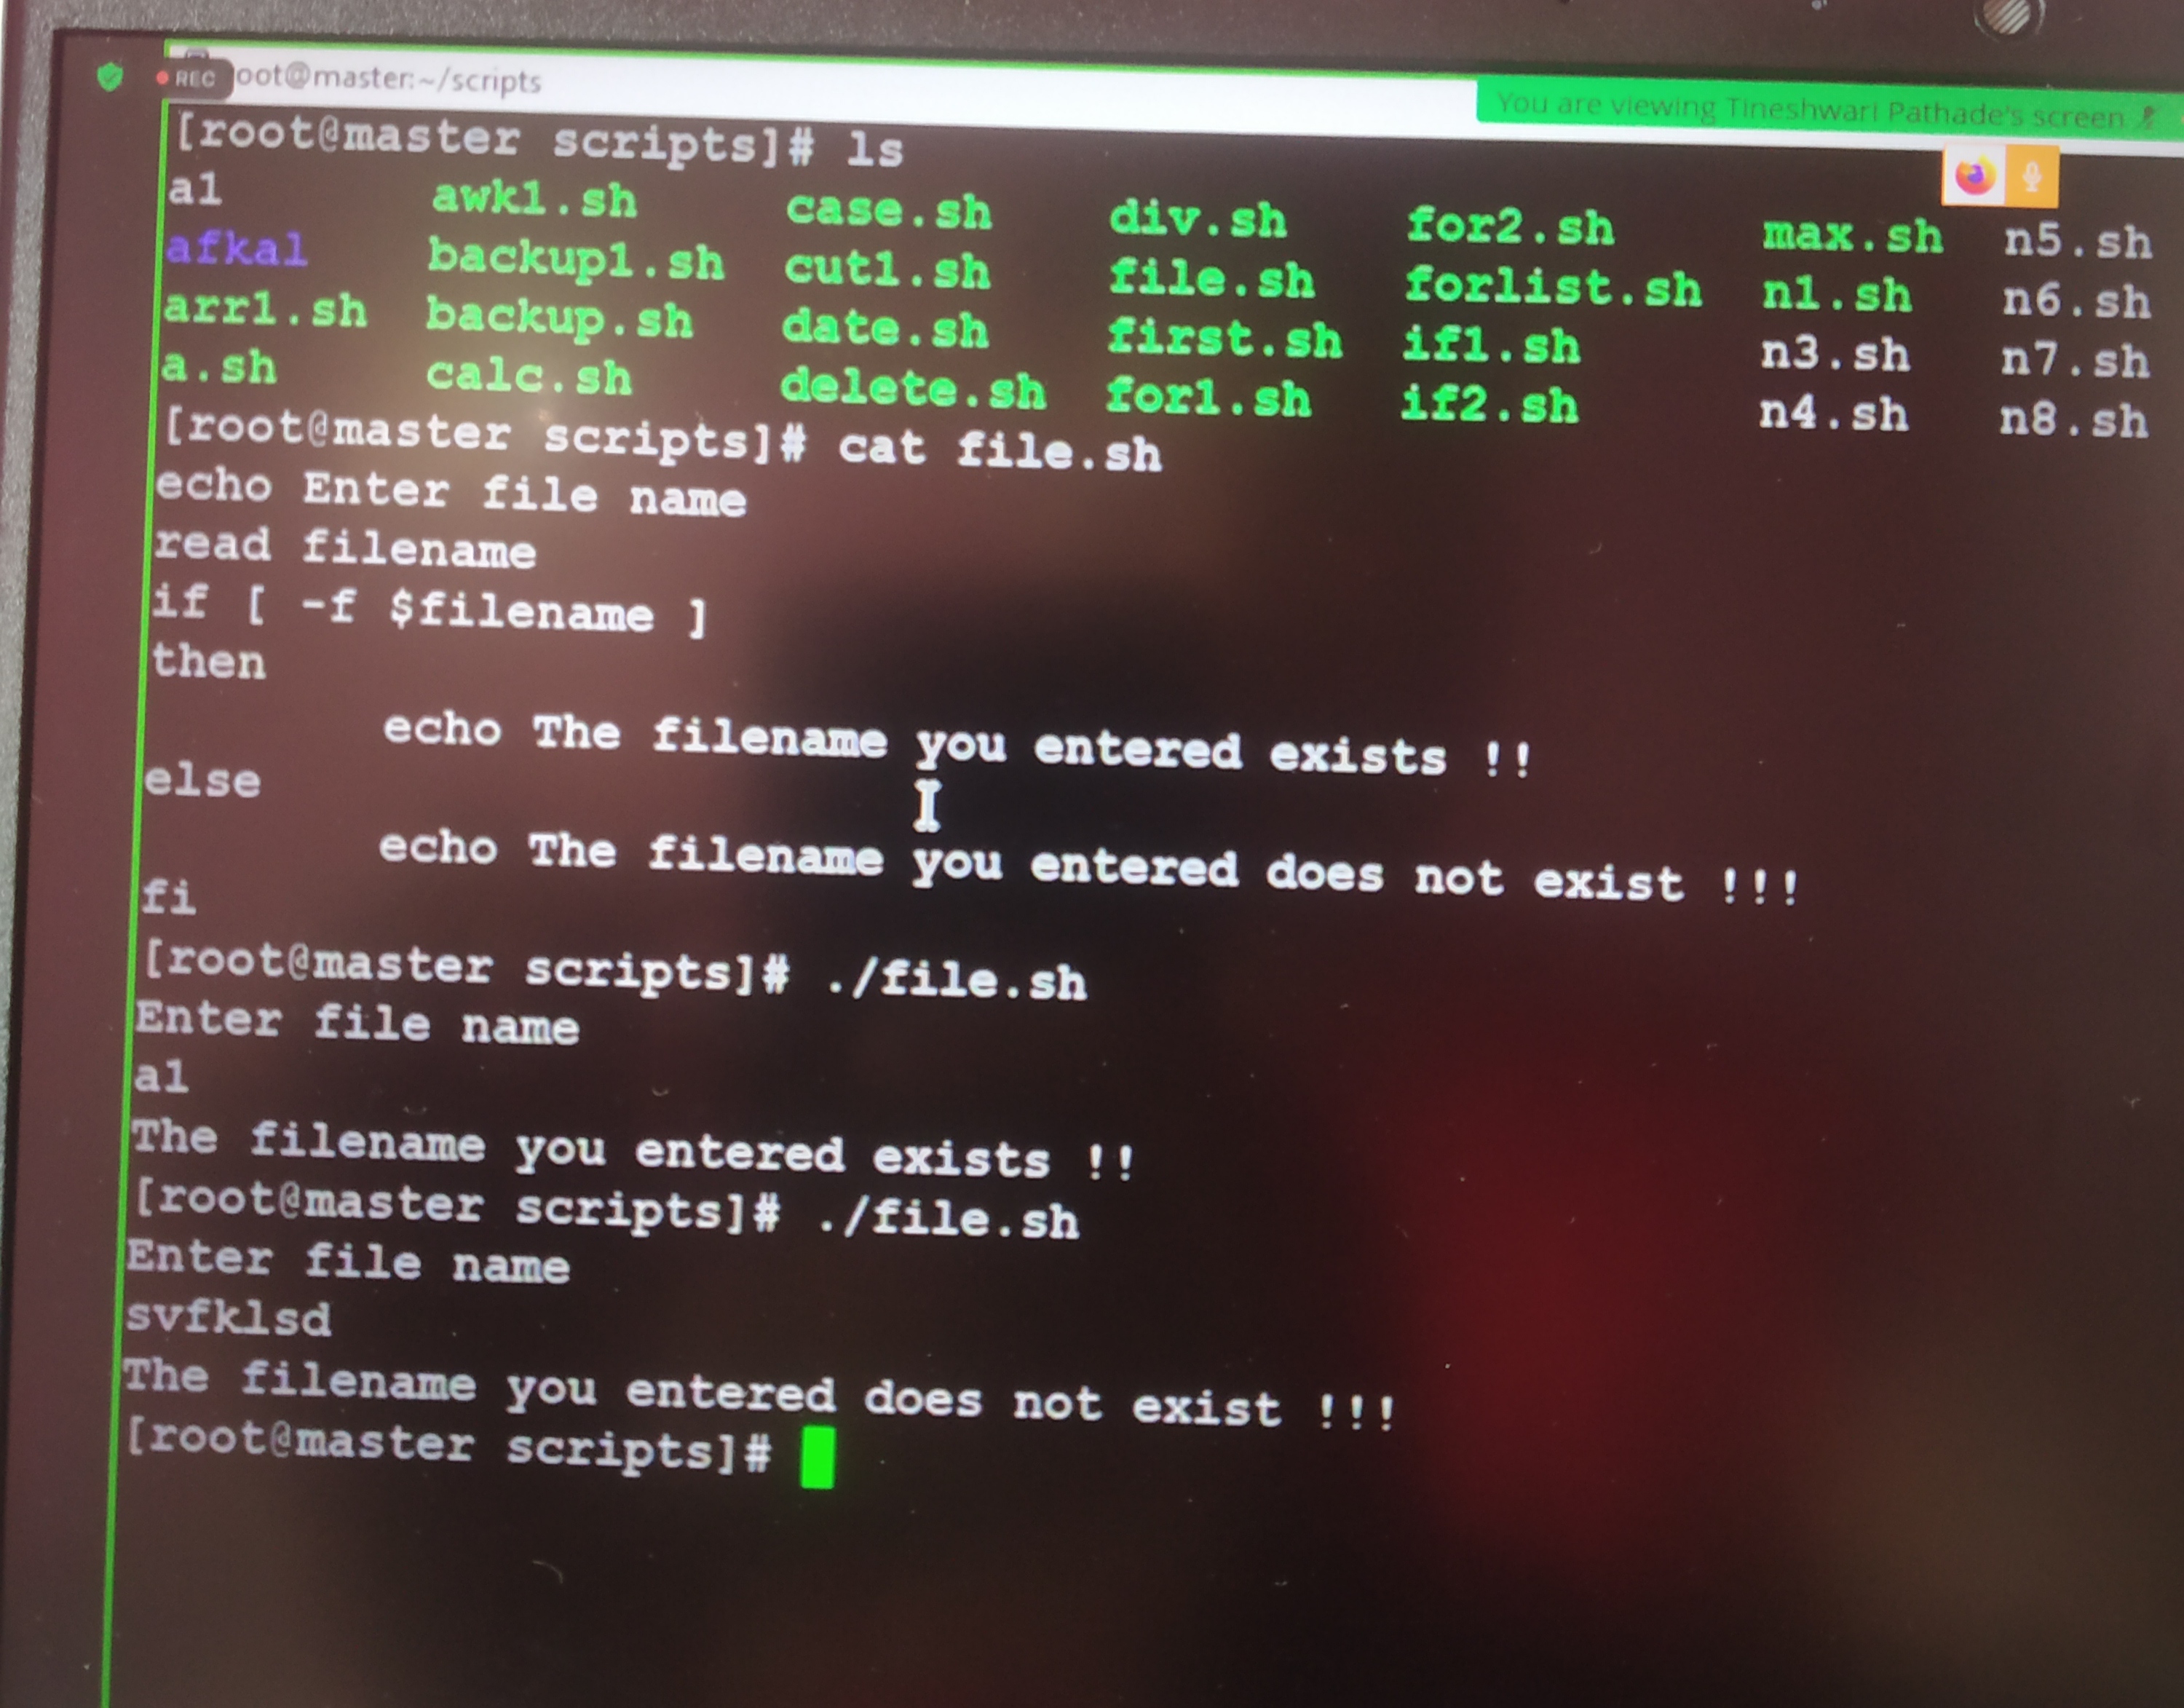 REC oot@master:~/scripts
You are viewing Tineshwari Pathade's screen
[root@master scripts]# ls
a1 awk1.sh case.sh div.sh for2.sh max.sh n5.sh
afkal backup1.sh cut1.sh file.sh forlist.sh n1.sh n6.sh
arr1.sh backup.sh date.sh first.sh if1.sh n3.sh n7.sh
a.sh calc.sh delete.sh for1.sh if2.sh n4.sh n8.sh
[root@master scripts]# cat file.sh
echo Enter file name
read filename
if [ -f $filename ]
then
echo The filename you entered exists !!
else
echo The filename you entered does not exist !!!
fi
[root@master scripts]# ./file.sh
Enter file name
a1
The filename you entered exists !!
[root@master scripts]# ./file.sh
Enter file name
svfklsd
The filename you entered does not exist !!!
[root@master scripts]#